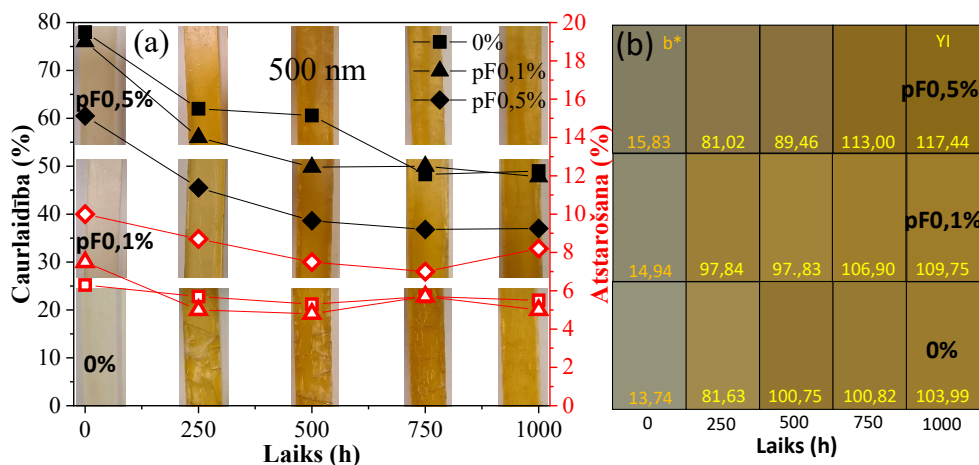 (a)
500 nm
0%
pF0,1%
pF0,5%
pF0,5%
pF0,1%
0%
Caurlaidība (%)
80
70
60
50
40
30
20
10
0
Atstarošana (%)
20
18
16
14
12
10
8
6
4
2
0
0 250 500 750 1000
Laiks (h)
(b) b* YI
pF0,5%
15,83 81,02 89,46 113,00 117,44
pF0,1%
14,94 97,84 97.,83 106,90 109,75
0%
13,74 81,63 100,75 100,82 103,99
0 250 500 750 1000
Laiks (h)